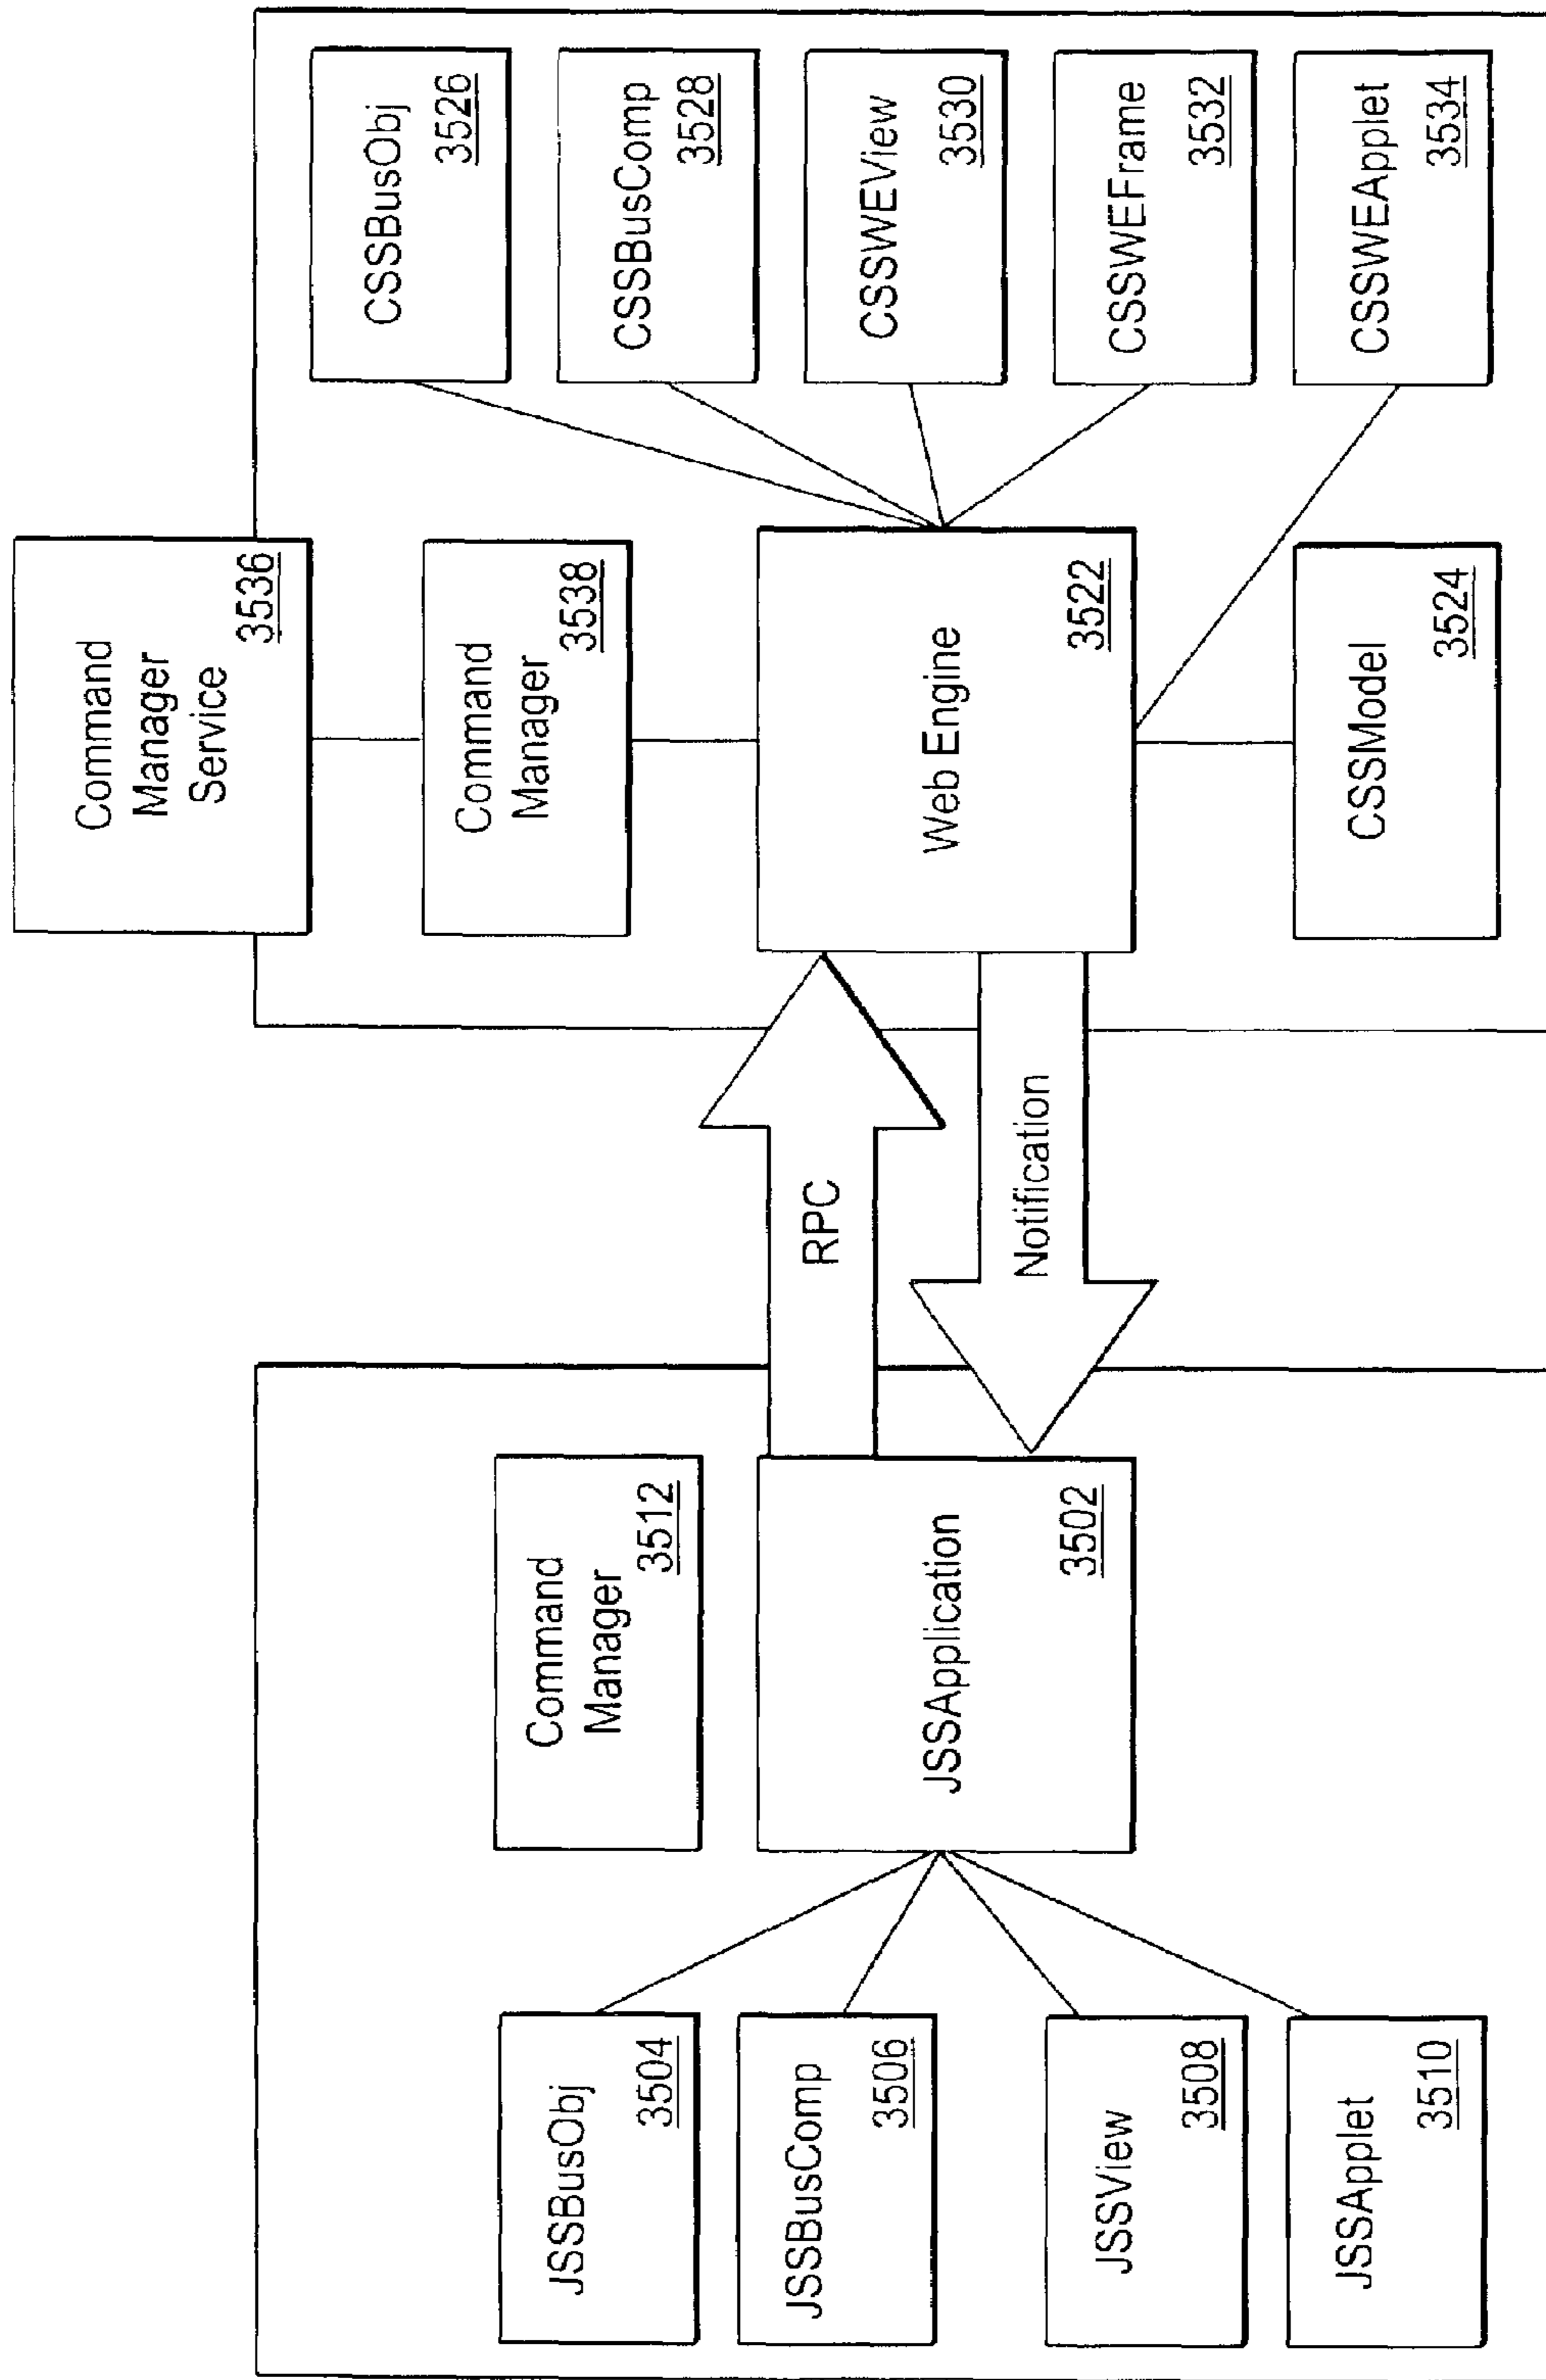 Command
Manager
Service
3536
CSSBusObj
3526
Command
Manager
3512
Command
Manager
3538
CSSBusComp
3528
JSSBusObj
3504
JSSBusComp
3506
JSSApplication
3502
RPC
Notification
Web Engine
3522
CSSWEView
3530
JSSView
3508
CSSWEFrame
3532
JSSApplet
3510
CSSModel
3524
CSSWEApplet
3534